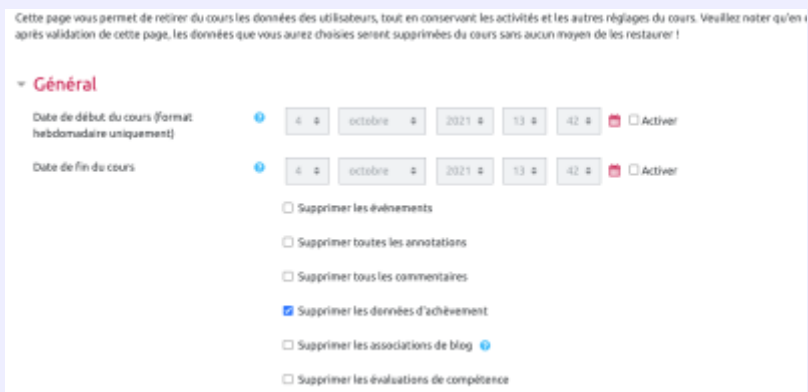 Cette page vous permet de retirer du cours les données des utilisateurs, tout en conservant les activités et les autres réglages du cours. Veuillez noter qu'en
après validation de cette page, les données que vous aurez choisies seront supprimées du cours sans aucun moyen de les restaurer !
Général
Date de début du cours (format
hebdomadaire uniquement)
4 octobre 2021 13 42 Activer
Date de fin du cours
4 octobre 2021 13 42 Activer
Supprimer les événements
Supprimer toutes les annotations
Supprimer tous les commentaires
Supprimer les données d'achèvement
Supprimer les associations de blog
Supprimer les évaluations de compétence